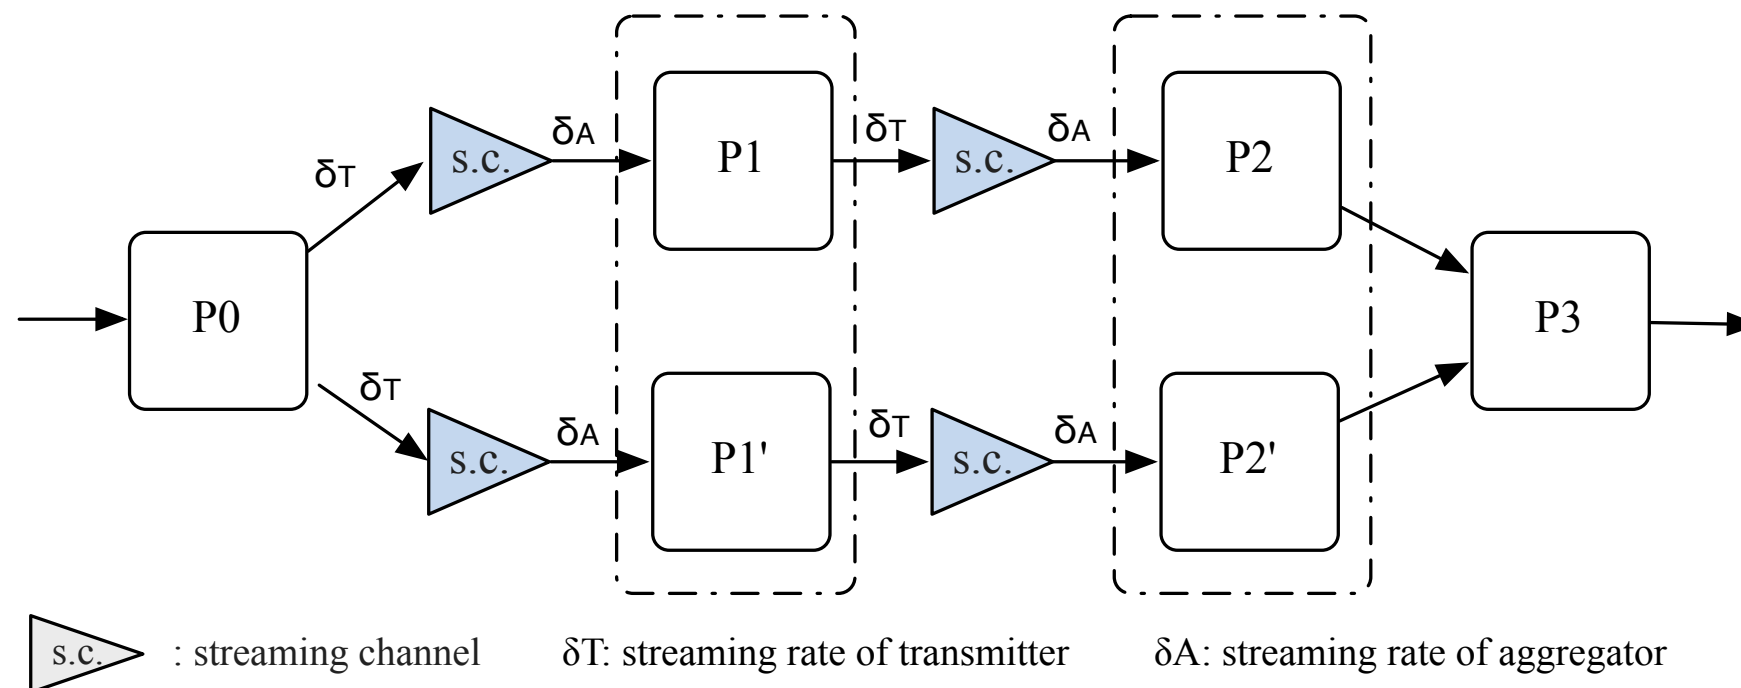 δT
s.c.
δA
P1
δT
s.c.
δA
P2
P0
P3
δT
s.c.
δA
P1'
δT
s.c.
δA
P2'
s.c. : streaming channel δT: streaming rate of transmitter δA: streaming rate of aggregator